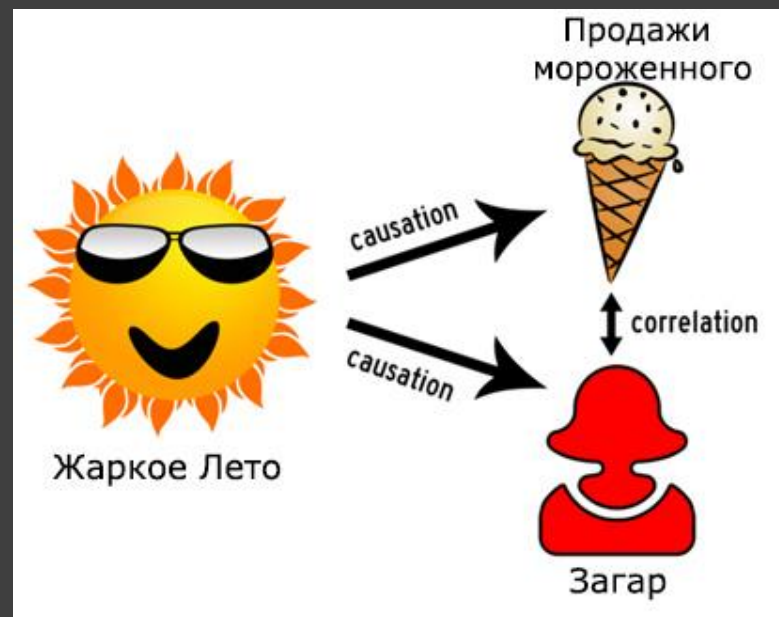 Продажи
мороженного
causation
causation
correlation
Жаркое Лето
Загар